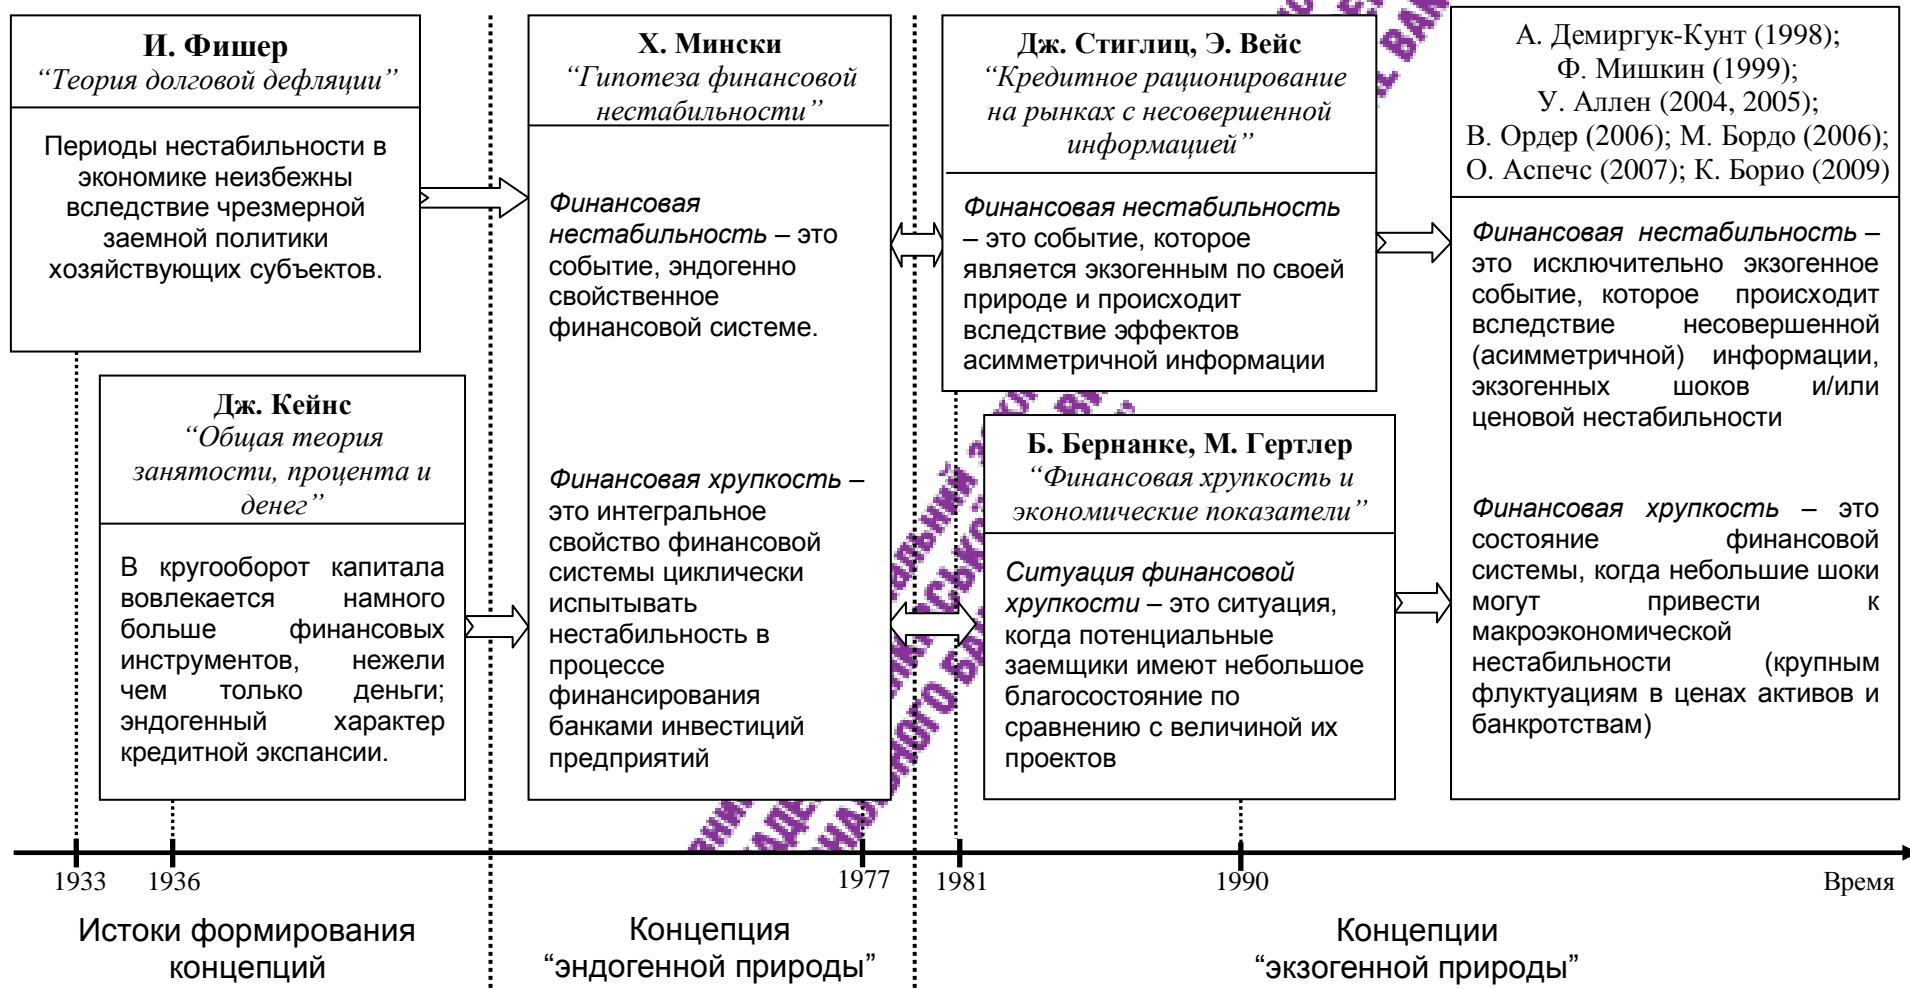 И. Фишер
“Теория долговой дефляции”
Периоды нестабильности в
экономике неизбежны
вследствие чрезмерной
заемной политики
хозяйствующих субъектов.
Дж. Кейнс
“Общая теория
занятости, процента и
денег”
В кругооборот капитала
вовлекается намного
больше финансовых
инструментов, нежели
чем только деньги;
эндогенный характер
кредитной экспансии.
Х. Мински
“Гипотеза финансовой
нестабильности”
Финансовая
нестабильность – это
событие, эндогенно
свойственное
финансовой системе.
Финансовая хрупкость –
это интегральное
свойство финансовой
системы циклически
испытывать
нестабильность в
процессе
финансирования
банками инвестиций
предприятий
Дж. Стиглиц, Э. Вейс
“Кредитное рационирование
на рынках с несовершенной
информацией”
Финансовая нестабильность
– это событие, которое
является экзогенным по своей
природе и происходит
вследствие эффектов
асимметричной информации
Б. Бернанке, М. Гертлер
“Финансовая хрупкость и
экономические показатели”
Ситуация финансовой
хрупкости – это ситуация,
когда потенциальные
заемщики имеют небольшое
благосостояние по
сравнению с величиной их
проектов
А. Демиргук-Кунт (1998);
Ф. Мишкин (1999);
У. Аллен (2004, 2005);
В. Ордер (2006); М. Бордо (2006);
О. Аспечс (2007); К. Борио (2009)
Финансовая нестабильность –
это исключительно экзогенное
событие, которое происходит
вследствие несовершенной
(асимметричной) информации,
экзогенных шоков и/или
ценовой нестабильности
Финансовая хрупкость – это
состояние финансовой
системы, когда небольшие шоки
могут привести к
макроэкономической
нестабильности (крупным
флуктуациям в ценах активов и
банкротствам)
1933 1936 1977 1981 1990 Время
Истоки формирования
концепций
Концепция
“эндогенной природы”
Концепции
“экзогенной природы”